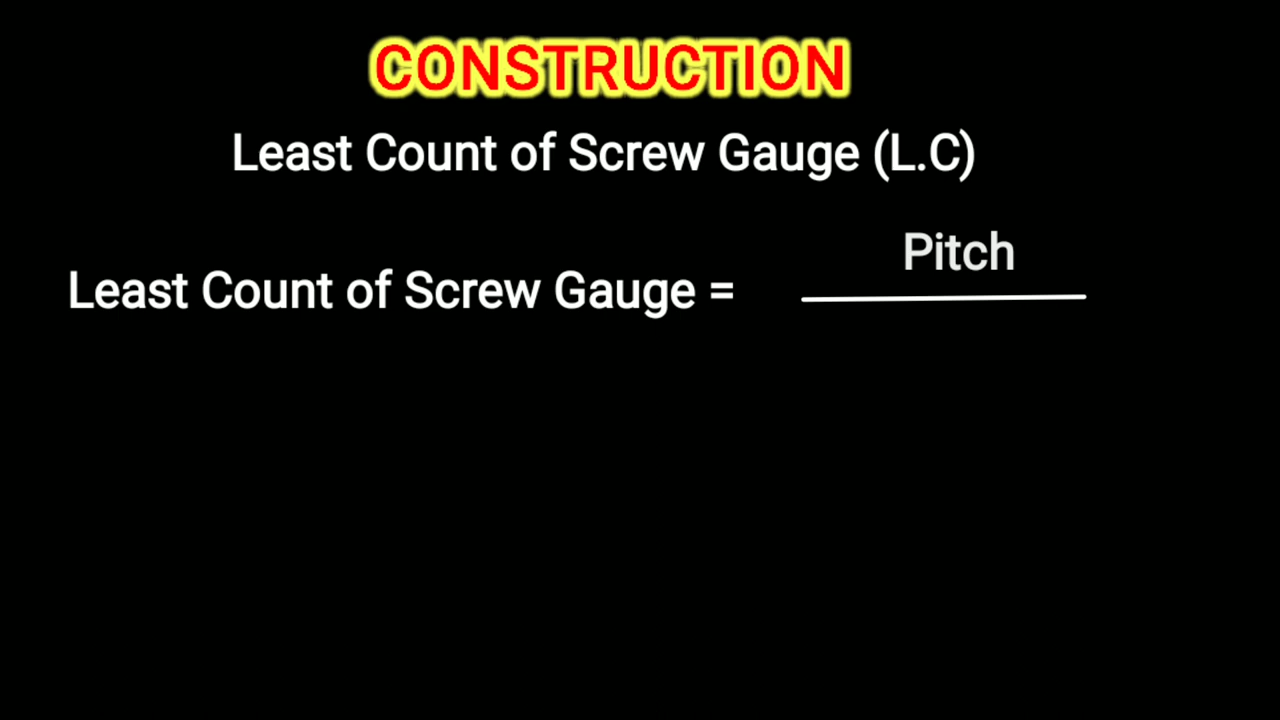 CONSTRUCTION
Least Count of Screw Gauge (L.C)
Pitch
Least Count of Screw Gauge =